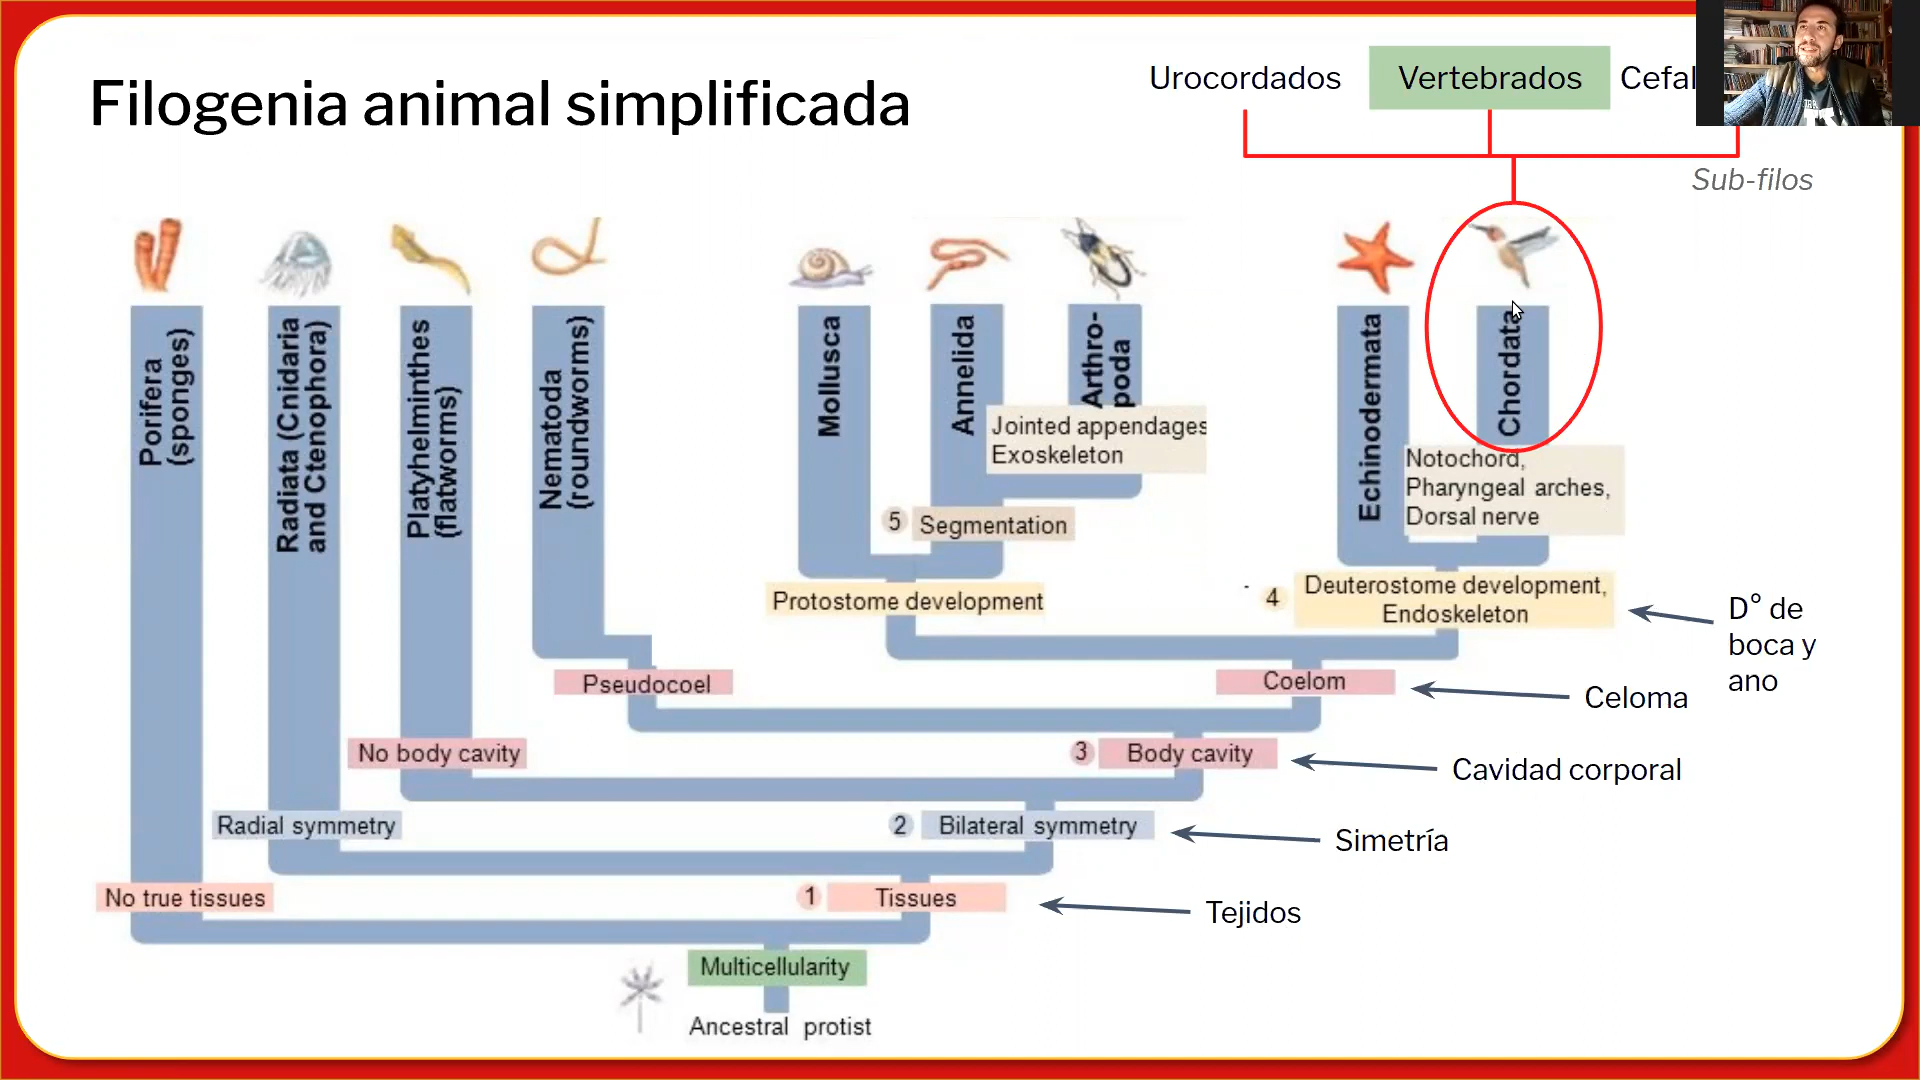 Filogenia animal simplificada
Urocordados
Vertebrados
Cefal
Sub-filos
Porifera
(sponges)
Radiata (Cnidaria
and Ctenophora)
Platyhelminthes
(flatworms)
Nematoda
(roundworms)
Mollusca
Annelida
Arthro-
poda
Echinodermata
Chordata
Jointed appendages
Exoskeleton
Notochord,
Pharyngeal arches,
Dorsal nerve
5 Segmentation
Protostome development
4 Deuterostome development,
Endoskeleton
D° de
boca y
ano
Pseudocoel
Coelom
Celoma
No body cavity
3 Body cavity
Cavidad corporal
Radial symmetry
2 Bilateral symmetry
Simetría
No true tissues
1 Tissues
Tejidos
Multicellularity
Ancestral protist